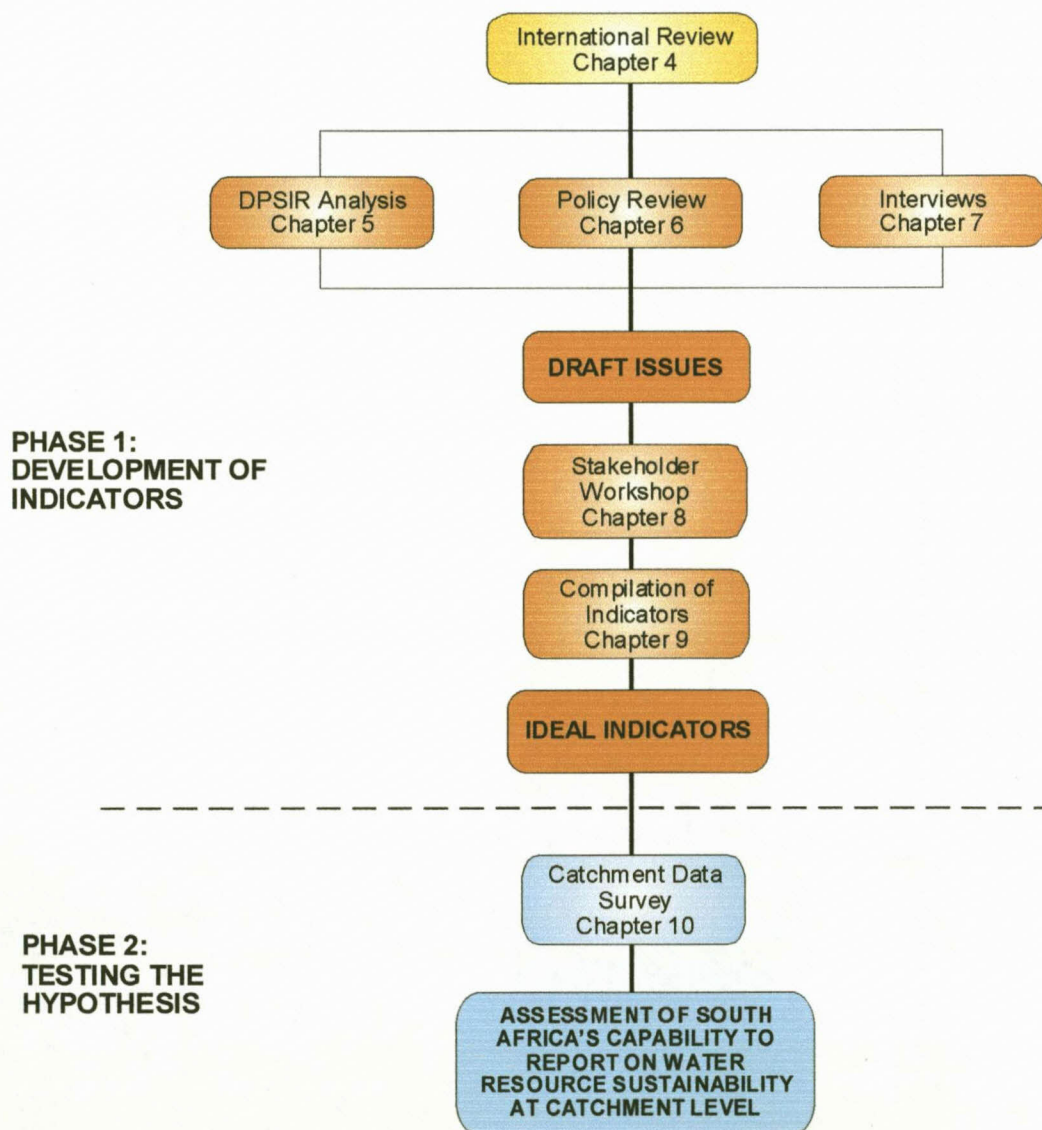 International Review
Chapter 4
DPSIR Analysis
Chapter 5
Policy Review
Chapter 6
Interviews
Chapter 7
DRAFT ISSUES
PHASE 1:
DEVELOPMENT OF
INDICATORS
Stakeholder
Workshop
Chapter 8
Compilation of
Indicators
Chapter 9
IDEAL INDICATORS
Catchment Data
Survey
Chapter 10
PHASE 2:
TESTING THE
HYPOTHESIS
ASSESSMENT OF SOUTH
AFRICA'S CAPABILITY TO
REPORT ON WATER
RESOURCE SUSTAINABILITY
AT CATCHMENT LEVEL